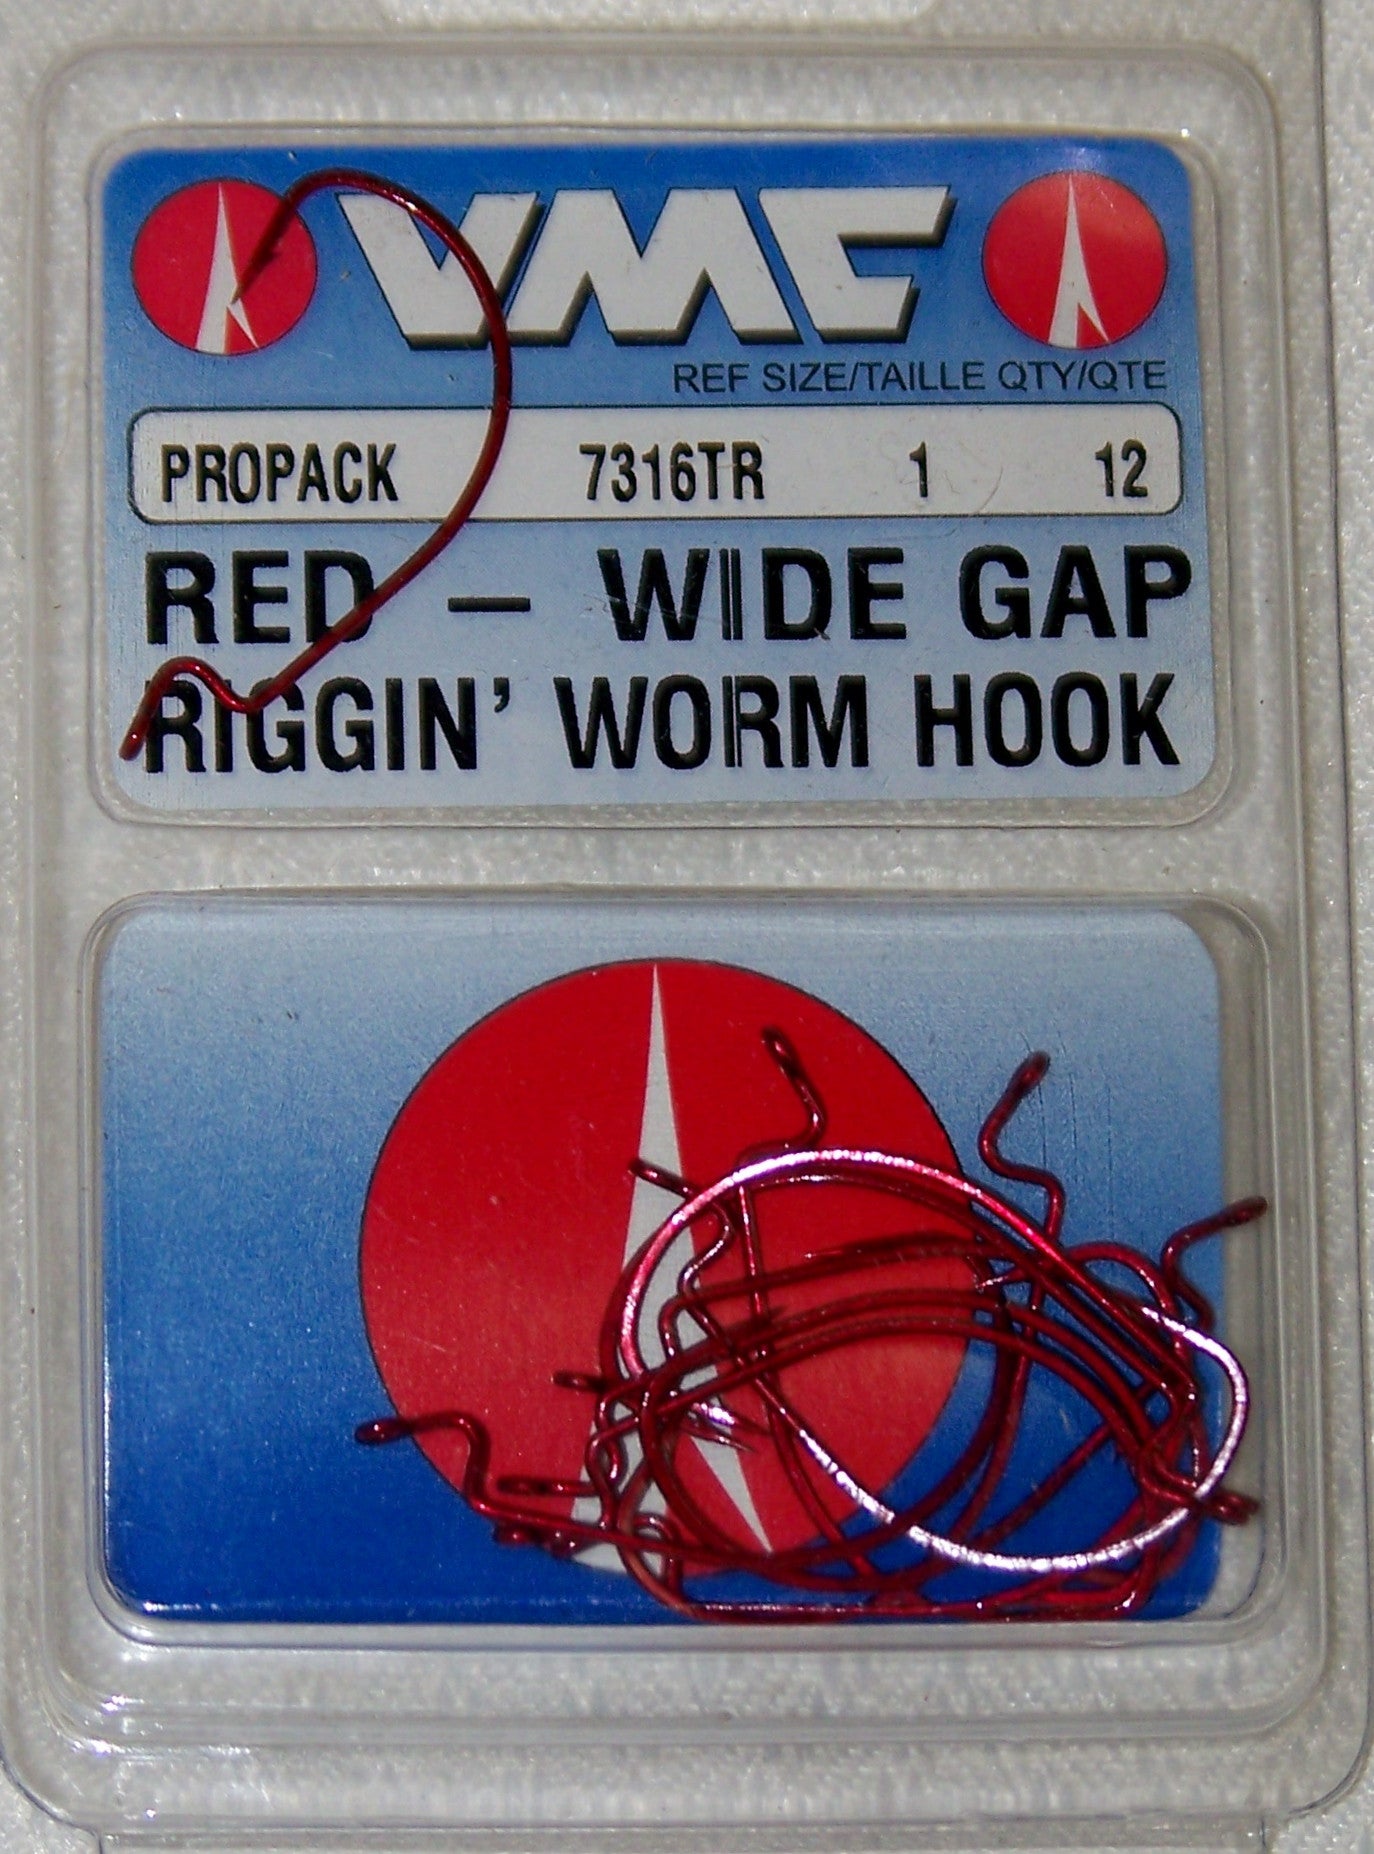 VMC
REF SIZE/TAILLE QTY/QTE
PROPACK 7316TR 1 12
RED – WIDE GAP
RIGGIN' WORM HOOK